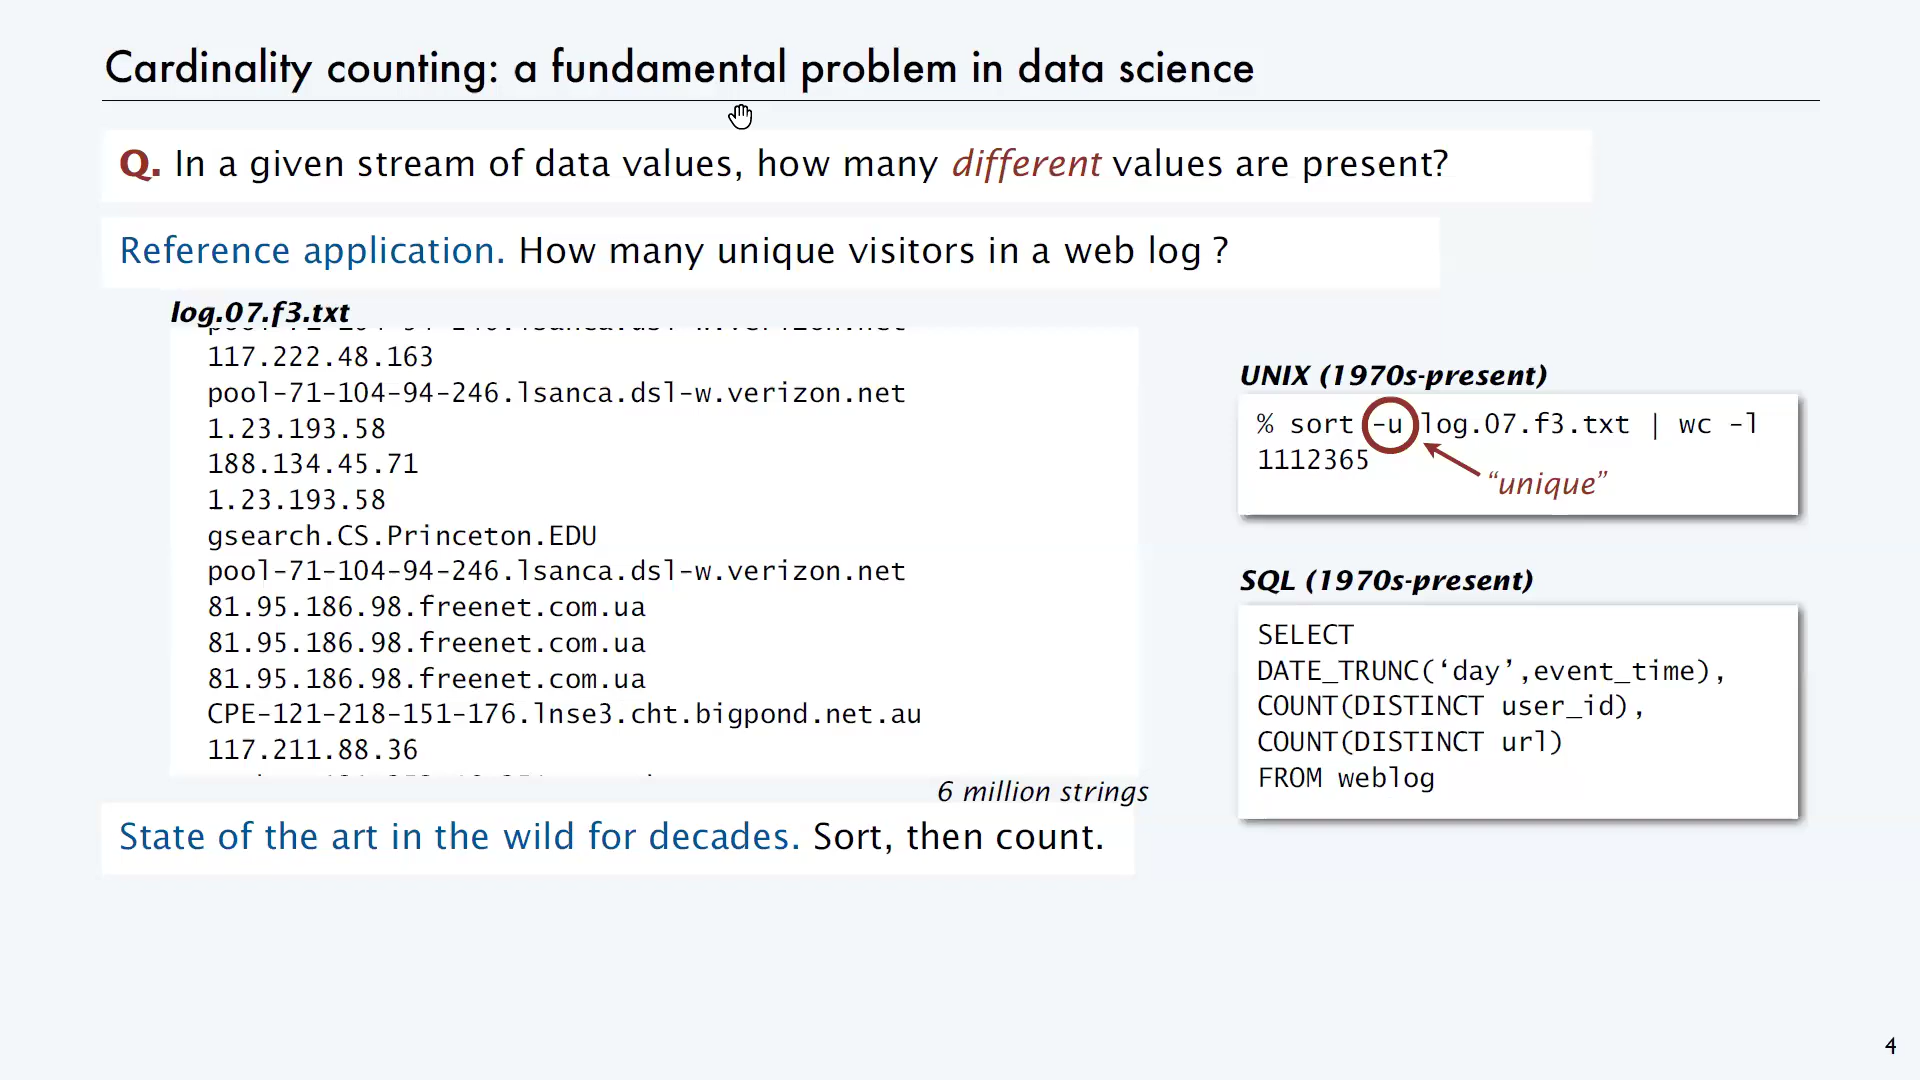 Cardinality counting: a fundamental problem in data science
Q. In a given stream of data values, how many different values are present?
Reference application. How many unique visitors in a web log ?
log.07.f3.txt
117.222.48.163
pool-71-104-94-246.lsanca.dsl-w.verizon.net
1.23.193.58
188.134.45.71
1.23.193.58
gsearch.CS.Princeton.EDU
pool-71-104-94-246.lsanca.dsl-w.verizon.net
81.95.186.98.freenet.com.ua
81.95.186.98.freenet.com.ua
81.95.186.98.freenet.com.ua
CPE-121-218-151-176.lnse3.cht.bigpond.net.au
117.211.88.36
6 million strings
UNIX (1970s-present)
% sort -u log.07.f3.txt | wc -l
1112365
“unique”
SQL (1970s-present)
SELECT
DATE_TRUNC(‘day’,event_time),
COUNT(DISTINCT user_id),
COUNT(DISTINCT url)
FROM weblog
State of the art in the wild for decades. Sort, then count.
4